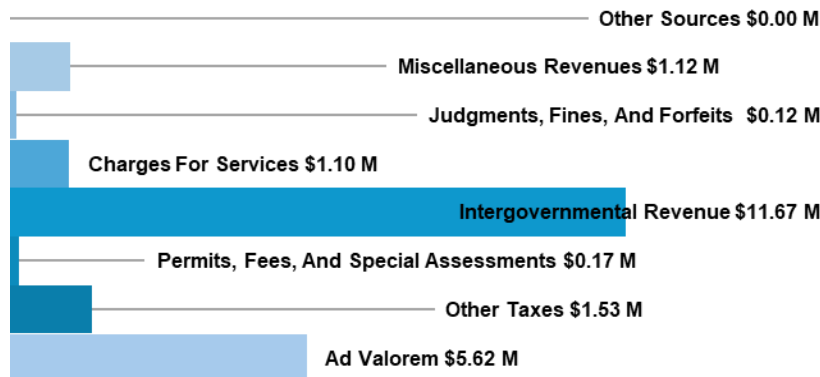 Other Sources $0.00 M
Miscellaneous Revenues $1.12 M
Judgments, Fines, And Forfeits $0.12 M
Charges For Services $1.10 M
Intergovernmental Revenue $11.67 M
Permits, Fees, And Special Assessments $0.17 M
Other Taxes $1.53 M
Ad Valorem $5.62 M